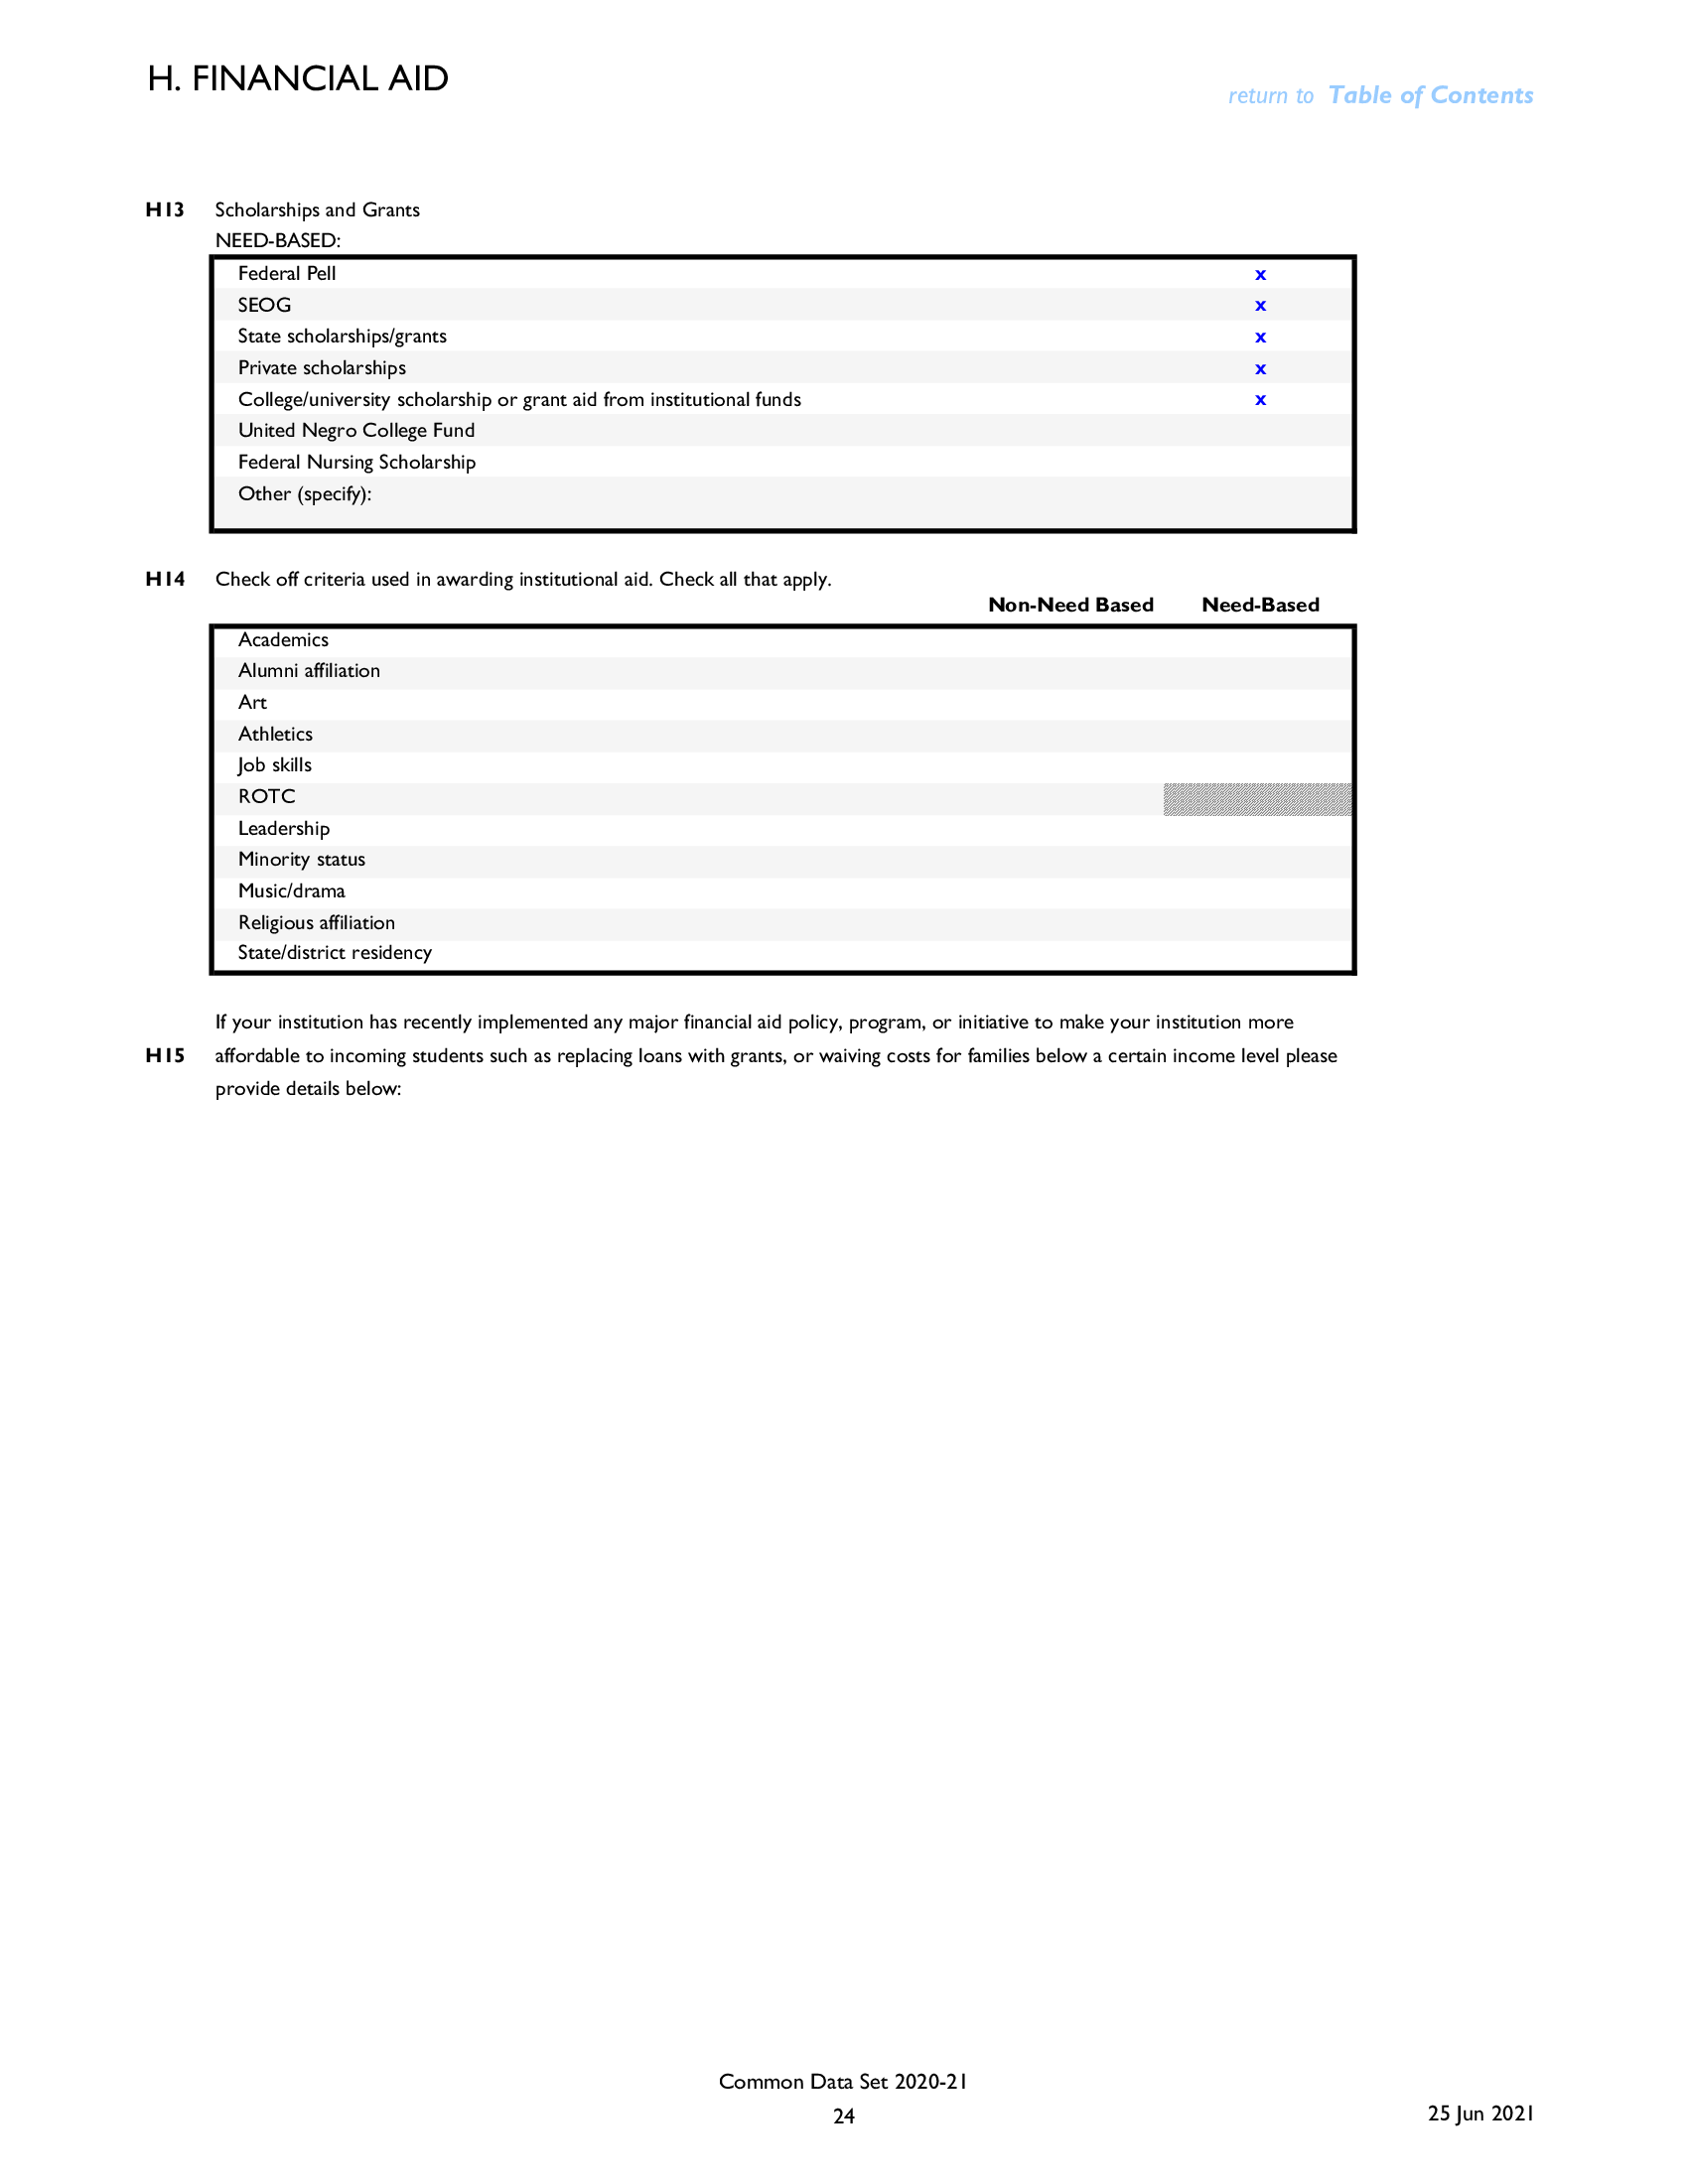 H. FINANCIAL AID
return to Table of Contents
H13 Scholarships and Grants
NEED-BASED:
Federal Pell x
SEOG x
State scholarships/grants x
Private scholarships x
College/university scholarship or grant aid from institutional funds x
United Negro College Fund
Federal Nursing Scholarship
Other (specify):
H14 Check off criteria used in awarding institutional aid. Check all that apply.
Non-Need Based Need-Based
Academics
Alumni affiliation
Art
Athletics
Job skills
ROTC
Leadership
Minority status
Music/drama
Religious affiliation
State/district residency
If your institution has recently implemented any major financial aid policy, program, or initiative to make your institution more
H15 affordable to incoming students such as replacing loans with grants, or waiving costs for families below a certain income level please
provide details below:
Common Data Set 2020-21
24
25 Jun 2021